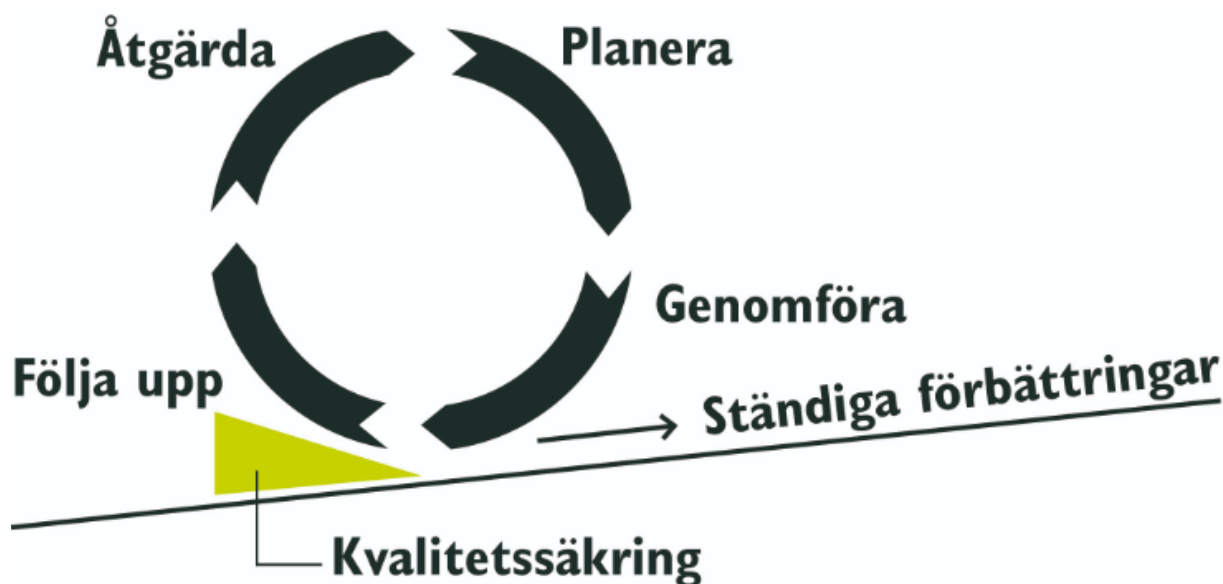 Åtgärda
Planera
Genomföra
Följa upp
Ständiga förbättringar
Kvalitetssäkring